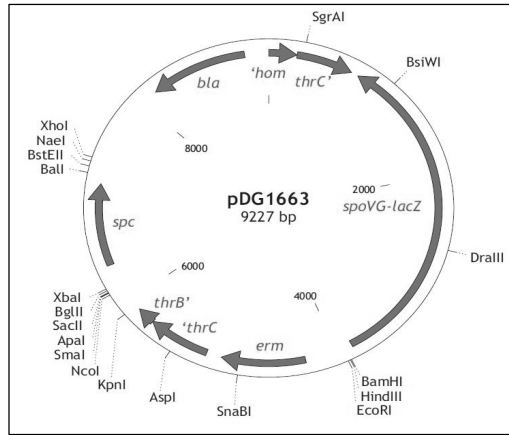 SgrAI
'hom
thrC'
BsiWI
bla
XhoI
NaeI
BstEII
BalI
8000
pDG1663
9227 bp
2000
spoVG-lacZ
spc
DraIII
6000
4000
XbaI
BglII
SacII
ApaI
SmaI
NcoI
KpnI
thrB'
'thrC
erm
AspI
SnaBI
BamHI
HindIII
EcoRI